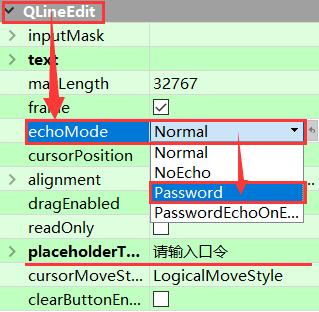 QLineEdit
inputMask
text
maxLength 32767
frame
echoMode Normal
cursorPosition Normal
NoEcho
alignment
Password
dragEnabled
PasswordEchoOnE...
readOnly
placeholderT... 请输入口令
cursorMoveSt... LogicalMoveStyle
clearButtonEn...